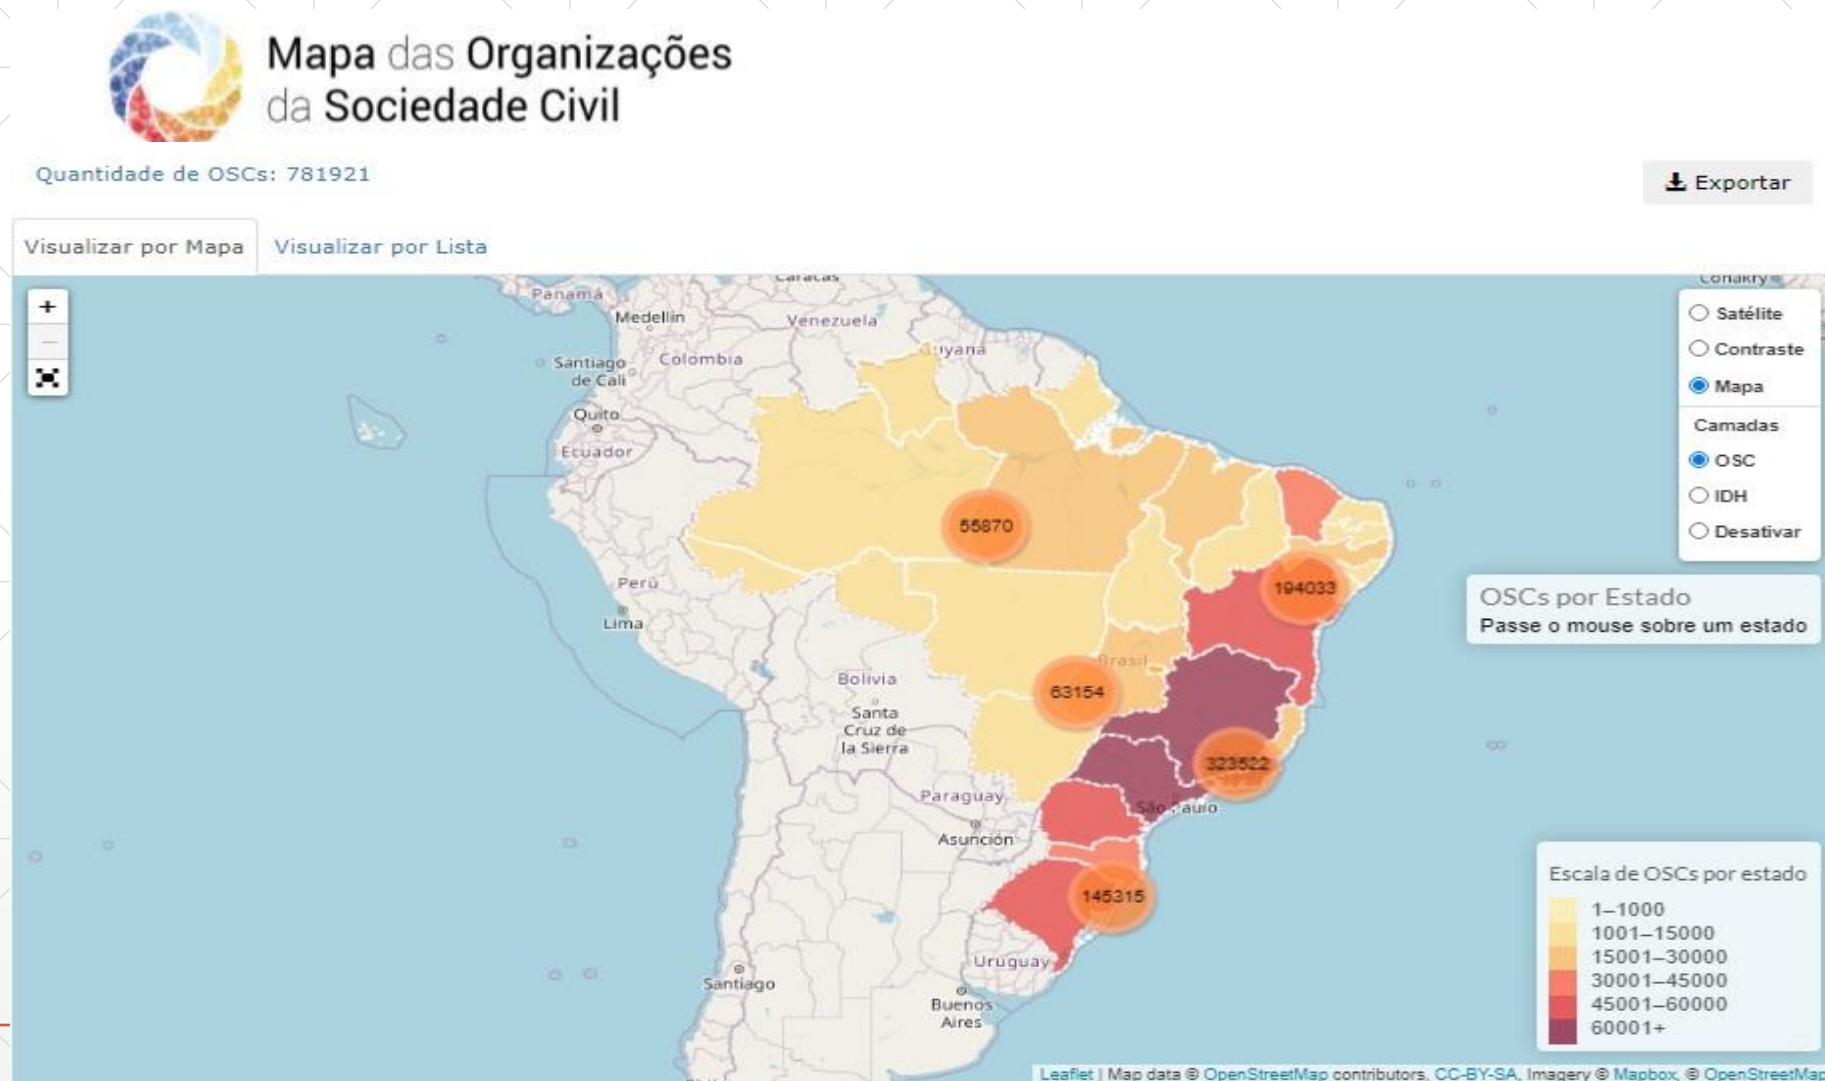 Mapa das Organizações
da Sociedade Civil
Quantidade de OSCs: 781921
Exportar
Visualizar por Mapa
Visualizar por Lista
+
−
Caracas
Conakry
Panamá
Medellín
Venezuela
Guyana
Santiago
de Cali
Colombia
Quito
Ecuador
Satélite
Contraste
Mapa
Camadas
OSC
IDH
Desativar
55870
Perú
Lima
194033
OSCs por Estado
Passe o mouse sobre um estado
Brasil
Bolivia
63154
Santa
Cruz de
la Sierra
323522
Paraguay
São Paulo
Asunción
145315
Uruguay
Santiago
Buenos
Aires
Escala de OSCs por estado
1–1000
1001–15000
15001–30000
30001–45000
45001–60000
60001+
Leaflet | Map data © OpenStreetMap contributors, CC-BY-SA, Imagery © Mapbox, © OpenStreetMap